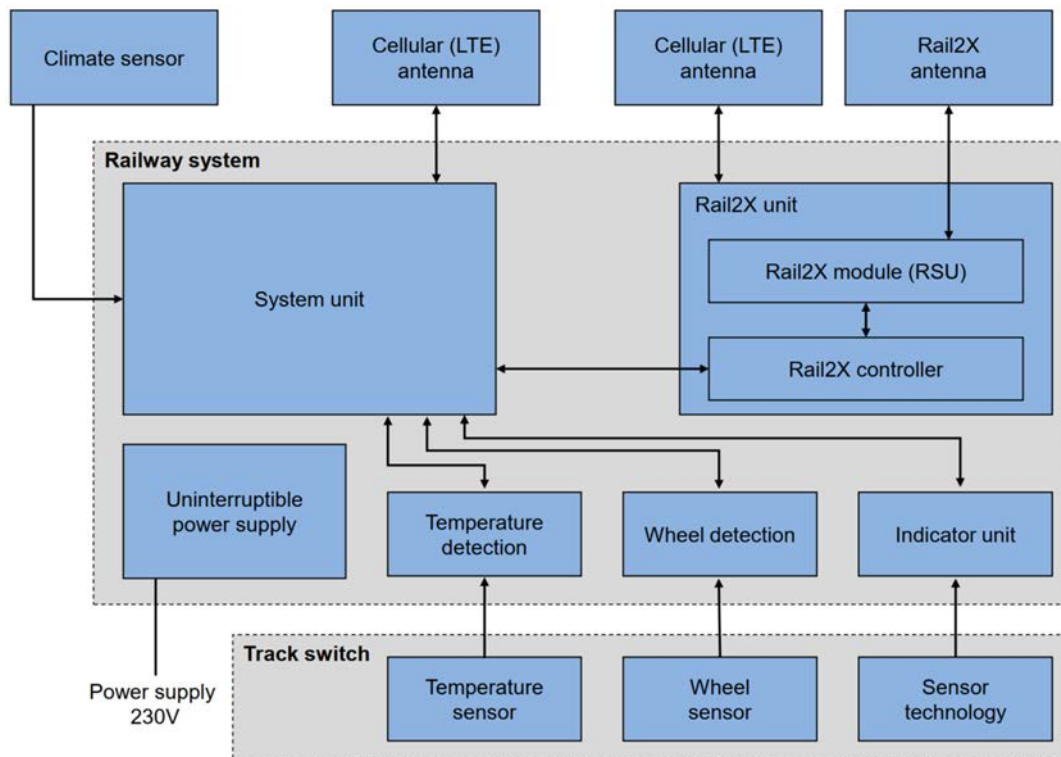 Climate sensor
Cellular (LTE)
antenna
Cellular (LTE)
antenna
Rail2X
antenna
Railway system
System unit
Rail2X unit
Rail2X module (RSU)
Rail2X controller
Uninterruptible
power supply
Temperature
detection
Wheel detection
Indicator unit
Power supply
230V
Track switch
Temperature
sensor
Wheel
sensor
Sensor
technology